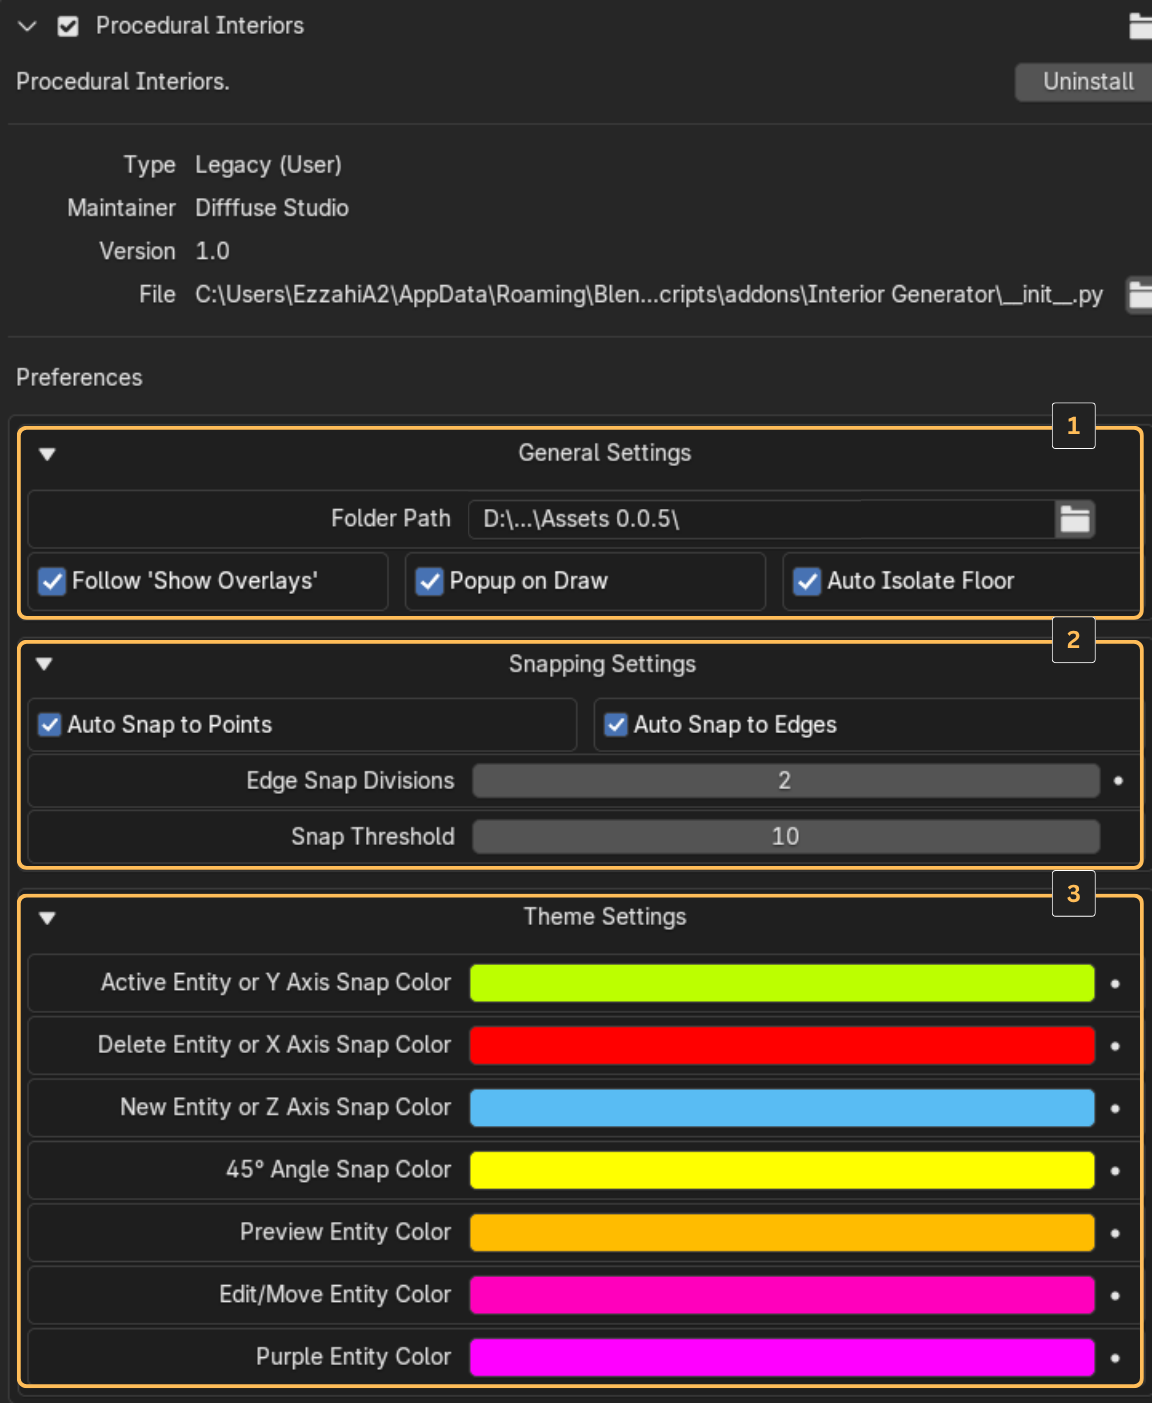 Procedural Interiors
Procedural Interiors.
Uninstall
Type Legacy (User)
Maintainer Difffuse Studio
Version 1.0
File C:\Users\EzzahiA2\AppData\Roaming\Blen...cripts\addons\Interior Generator\__init__.py
Preferences
1
General Settings
Folder Path D:\...\Assets 0.0.5\
Follow 'Show Overlays' Popup on Draw Auto Isolate Floor
2
Snapping Settings
Auto Snap to Points Auto Snap to Edges
Edge Snap Divisions 2
Snap Threshold 10
3
Theme Settings
Active Entity or Y Axis Snap Color
Delete Entity or X Axis Snap Color
New Entity or Z Axis Snap Color
45° Angle Snap Color
Preview Entity Color
Edit/Move Entity Color
Purple Entity Color